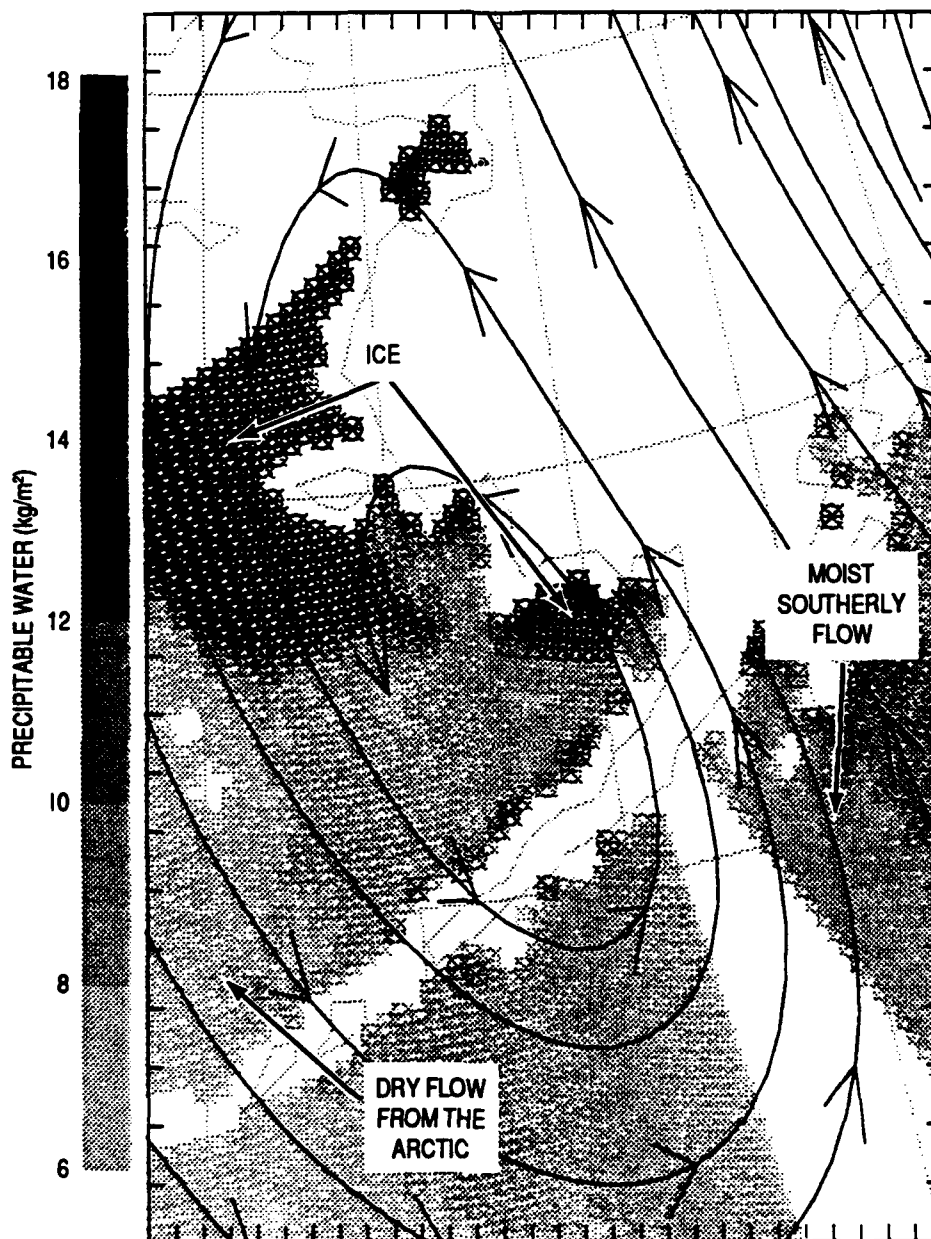 18
16
14
12
10
8
6
PRECIPITABLE WATER (kg/m²)
ICE
MOIST
SOUTHERLY
FLOW
DRY FLOW
FROM THE
ARCTIC